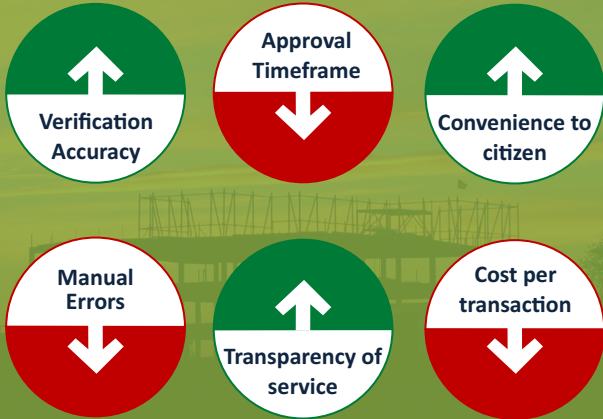 Verification
Accuracy
Approval
Timeframe
Convenience to
citizen
Manual
Errors
Transparency of
service
Cost per
transaction